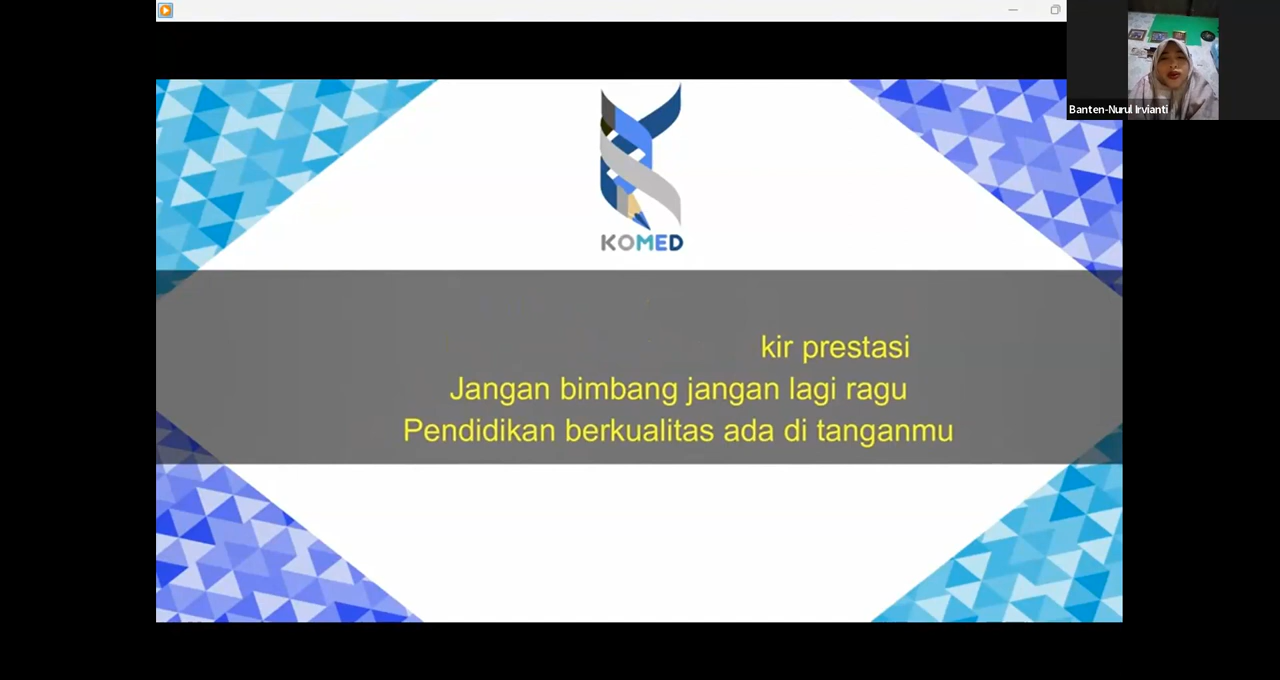 Banten-Nurul Irvianti
KOMED
kir prestasi
Jangan bimbang jangan lagi ragu
Pendidikan berkualitas ada di tanganmu